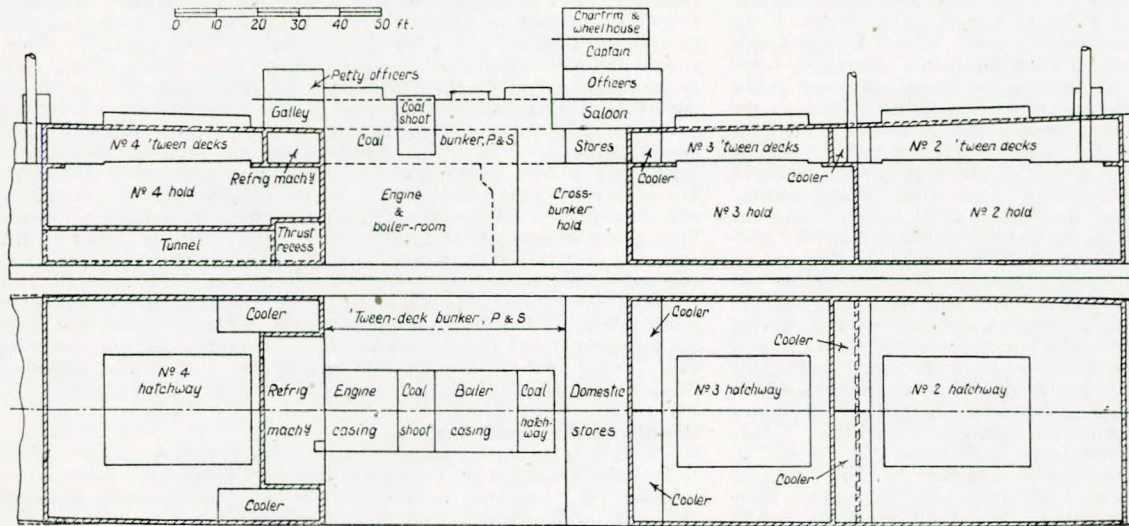 0 10 20 30 40 50 ft.
Chartrm &
wheelhouse
Captain
Officers
Saloon
Stores
Petty officers
Galley
Coal
shoot
Coal bunker, P & S
Nº 4 'tween decks
Refrig mach'y
Nº 4 hold
Tunnel
Thrust
recess
Engine
&
boiler-room
Cross-
bunker
hold
Cooler
Nº 3 'tween decks
Cooler
Nº 2 'tween decks
Nº 3 hold
Nº 2 hold
Cooler
'Tween-deck bunker, P & S
Cooler
Cooler
Nº 4
hatchway
Refrig
mach'y
Engine
casing
Coal
shoot
Boiler
casing
Coal
hatch-
way
Domestic
stores
Nº 3 hatchway
Nº 2 hatchway
Cooler
Cooler
Cooler